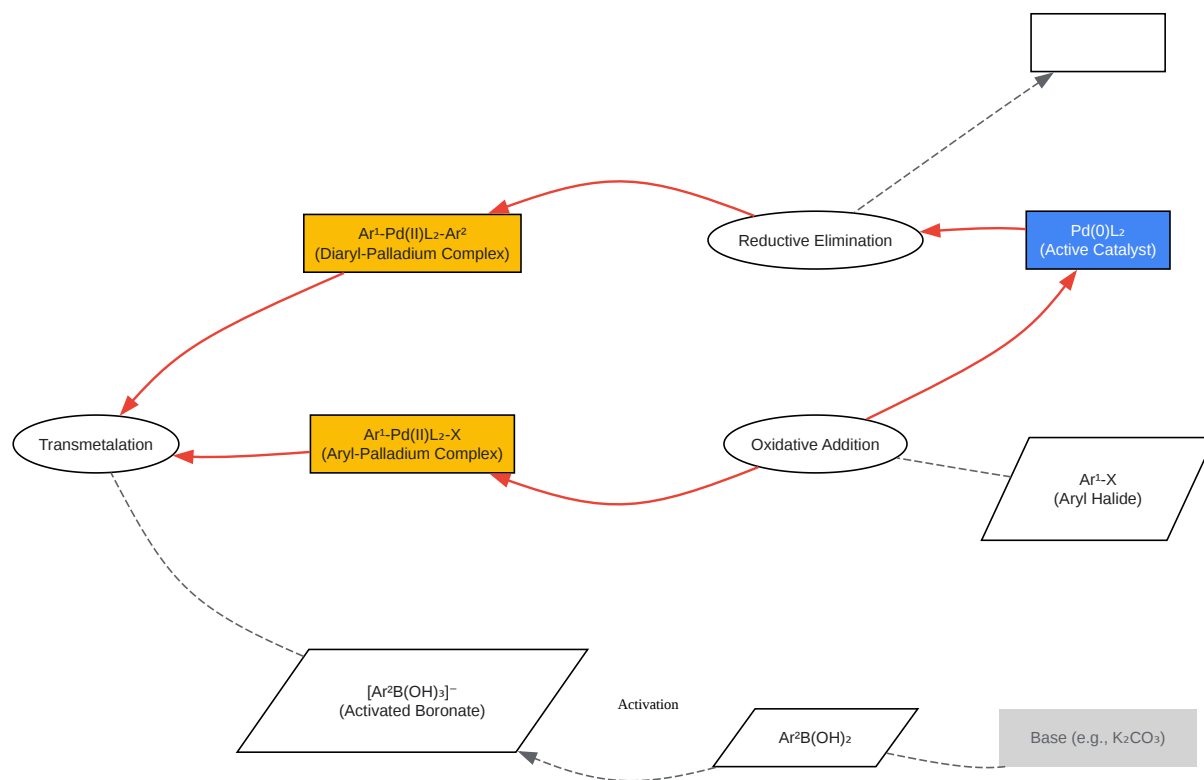 Ar¹-Pd(II)L₂-Ar²
(Diaryl-Palladium Complex)
Reductive Elimination
Pd(0)L₂
(Active Catalyst)
Transmetalation
Ar¹-Pd(II)L₂-X
(Aryl-Palladium Complex)
Oxidative Addition
Ar¹-X
(Aryl Halide)
[Ar²B(OH)₃]⁻
(Activated Boronate)
Activation
Ar²B(OH)₂
Base (e.g., K₂CO₃)